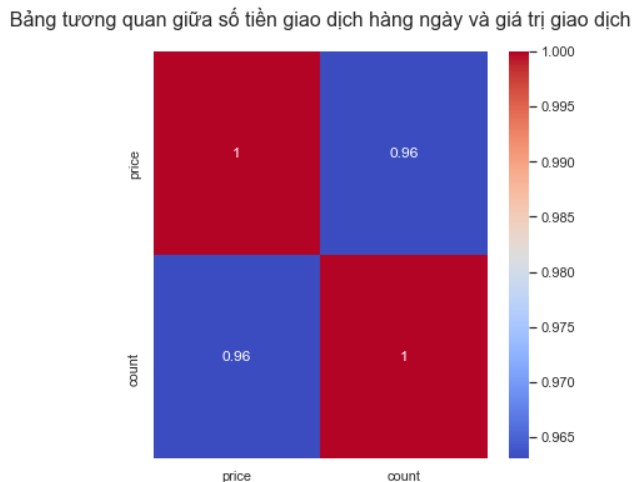 Bảng tương quan giữa số tiền giao dịch hàng ngày và giá trị giao dịch
1.000
0.995
0.990
0.985
0.980
0.975
0.970
0.965
price
1
0.96
count
0.96
1
price
count